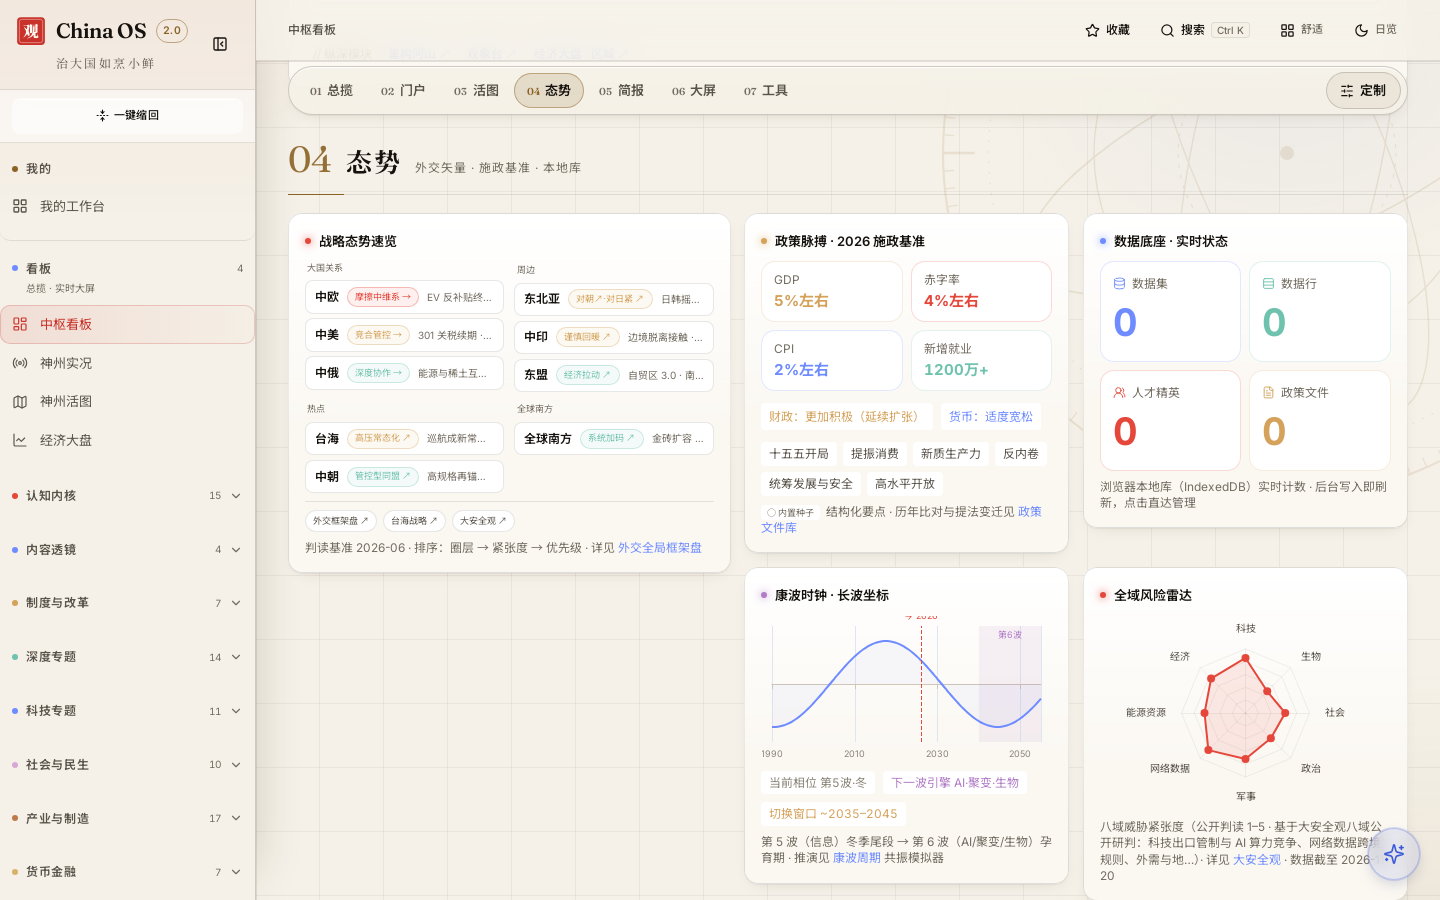 观 China OS 2.0
治大国如烹小鲜
一键缩回
我的
我的工作台
看板 4
总揽 · 实时大屏
中枢看板
神州实况
神州活图
经济大盘
认知内核 15
内容透镜 4
制度与改革 7
深度专题 14
科技专题 11
社会与民生 10
产业与制造 17
货币金融 7
中枢看板
收藏 搜索 Ctrl K 舒适 日览
01 总揽 02 门户 03 活图 04 态势 05 简报 06 大屏 07 工具 定制
04 态势 外交矢量 · 施政基准 · 本地库
战略态势速览
大国关系
中欧 摩擦中维系 → EV 反补贴终...
中美 竞合管控 → 301 关税续期 ·...
中俄 深度协作 → 能源与稀土互...
周边
东北亚 对朝↗·对日紧 ↗ 日韩摇...
中印 谨慎回暖 ↗ 边境脱离接触 ·...
东盟 经济拉动 ↗ 自贸区 3.0 · 南...
热点
台海 高压常态化 ↗ 巡航成新常...
中朝 管控型同盟 ↗ 高规格再锚...
全球南方
全球南方 系统加码 ↗ 金砖扩容 ...
外交框架盘 ↗ 台海战略 ↗ 大安全观 ↗
判读基准 2026-06 · 排序：圈层 → 紧张度 → 优先级 · 详见 外交全局框架盘
政策脉搏 · 2026 施政基准
GDP
5%左右
赤字率
4%左右
CPI
2%左右
新增就业
1200万+
财政：更加积极（延续扩张） 货币：适度宽松
十五五开局 提振消费 新质生产力 反内卷
统筹发展与安全 高水平开放
内置种子 结构化要点 · 历年比对与提法变迁见 政策
文件库
数据底座 · 实时状态
数据集
0
数据行
0
人才精英
0
政策文件
0
浏览器本地库（IndexedDB）实时计数 · 后台写入即刷
新，点击直达管理
康波时钟 · 长波坐标
第6波
1990 2010 2030 2050
当前相位 第5波·冬 下一波引擎 AI·聚变·生物
切换窗口 ~2035–2045
第 5 波（信息）冬季尾段 → 第 6 波（AI/聚变/生物）孕
育期 · 推演见 康波周期 共振模拟器
全域风险雷达
科技
经济 生物
能源资源 社会
网络数据 政治
军事
八域威胁紧张度（公开判读 1–5 · 基于大安全观八域公
开研判：科技出口管制与 AI 算力竞争、网络数据跨境
规则、外需与地...）· 详见 大安全观 · 数据截至 2026-
20